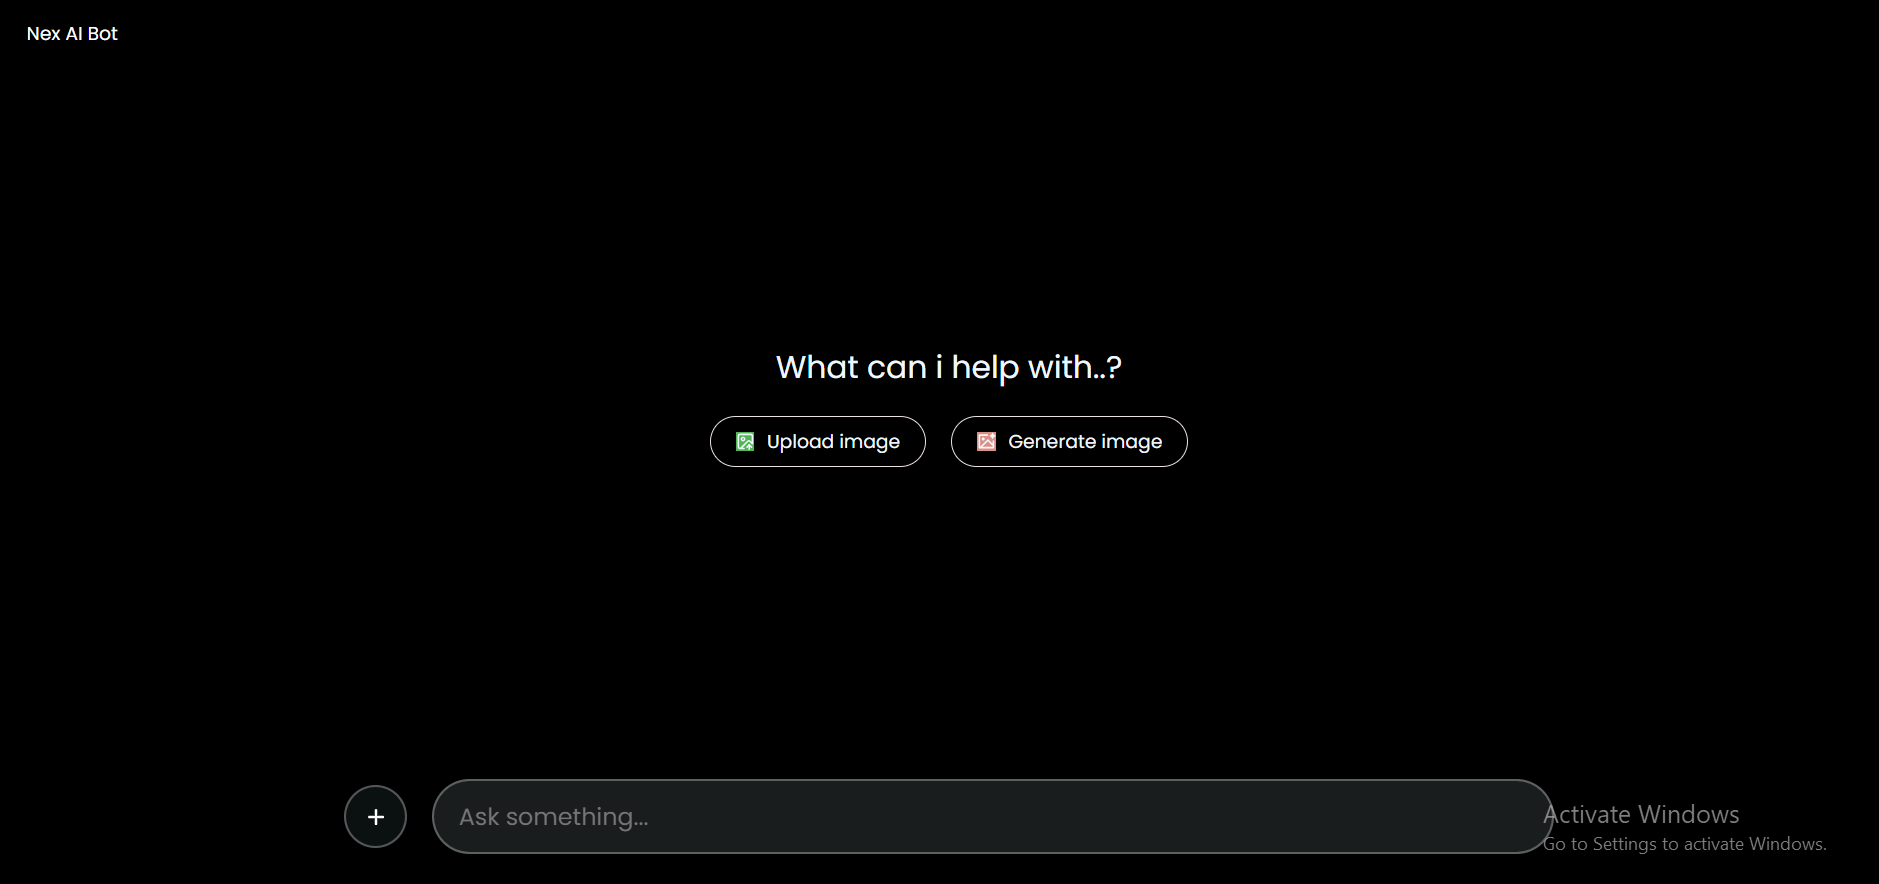 Nex AI Bot
What can i help with..?
Upload image
Generate image
Ask something...
Activate Windows
Go to Settings to activate Windows.